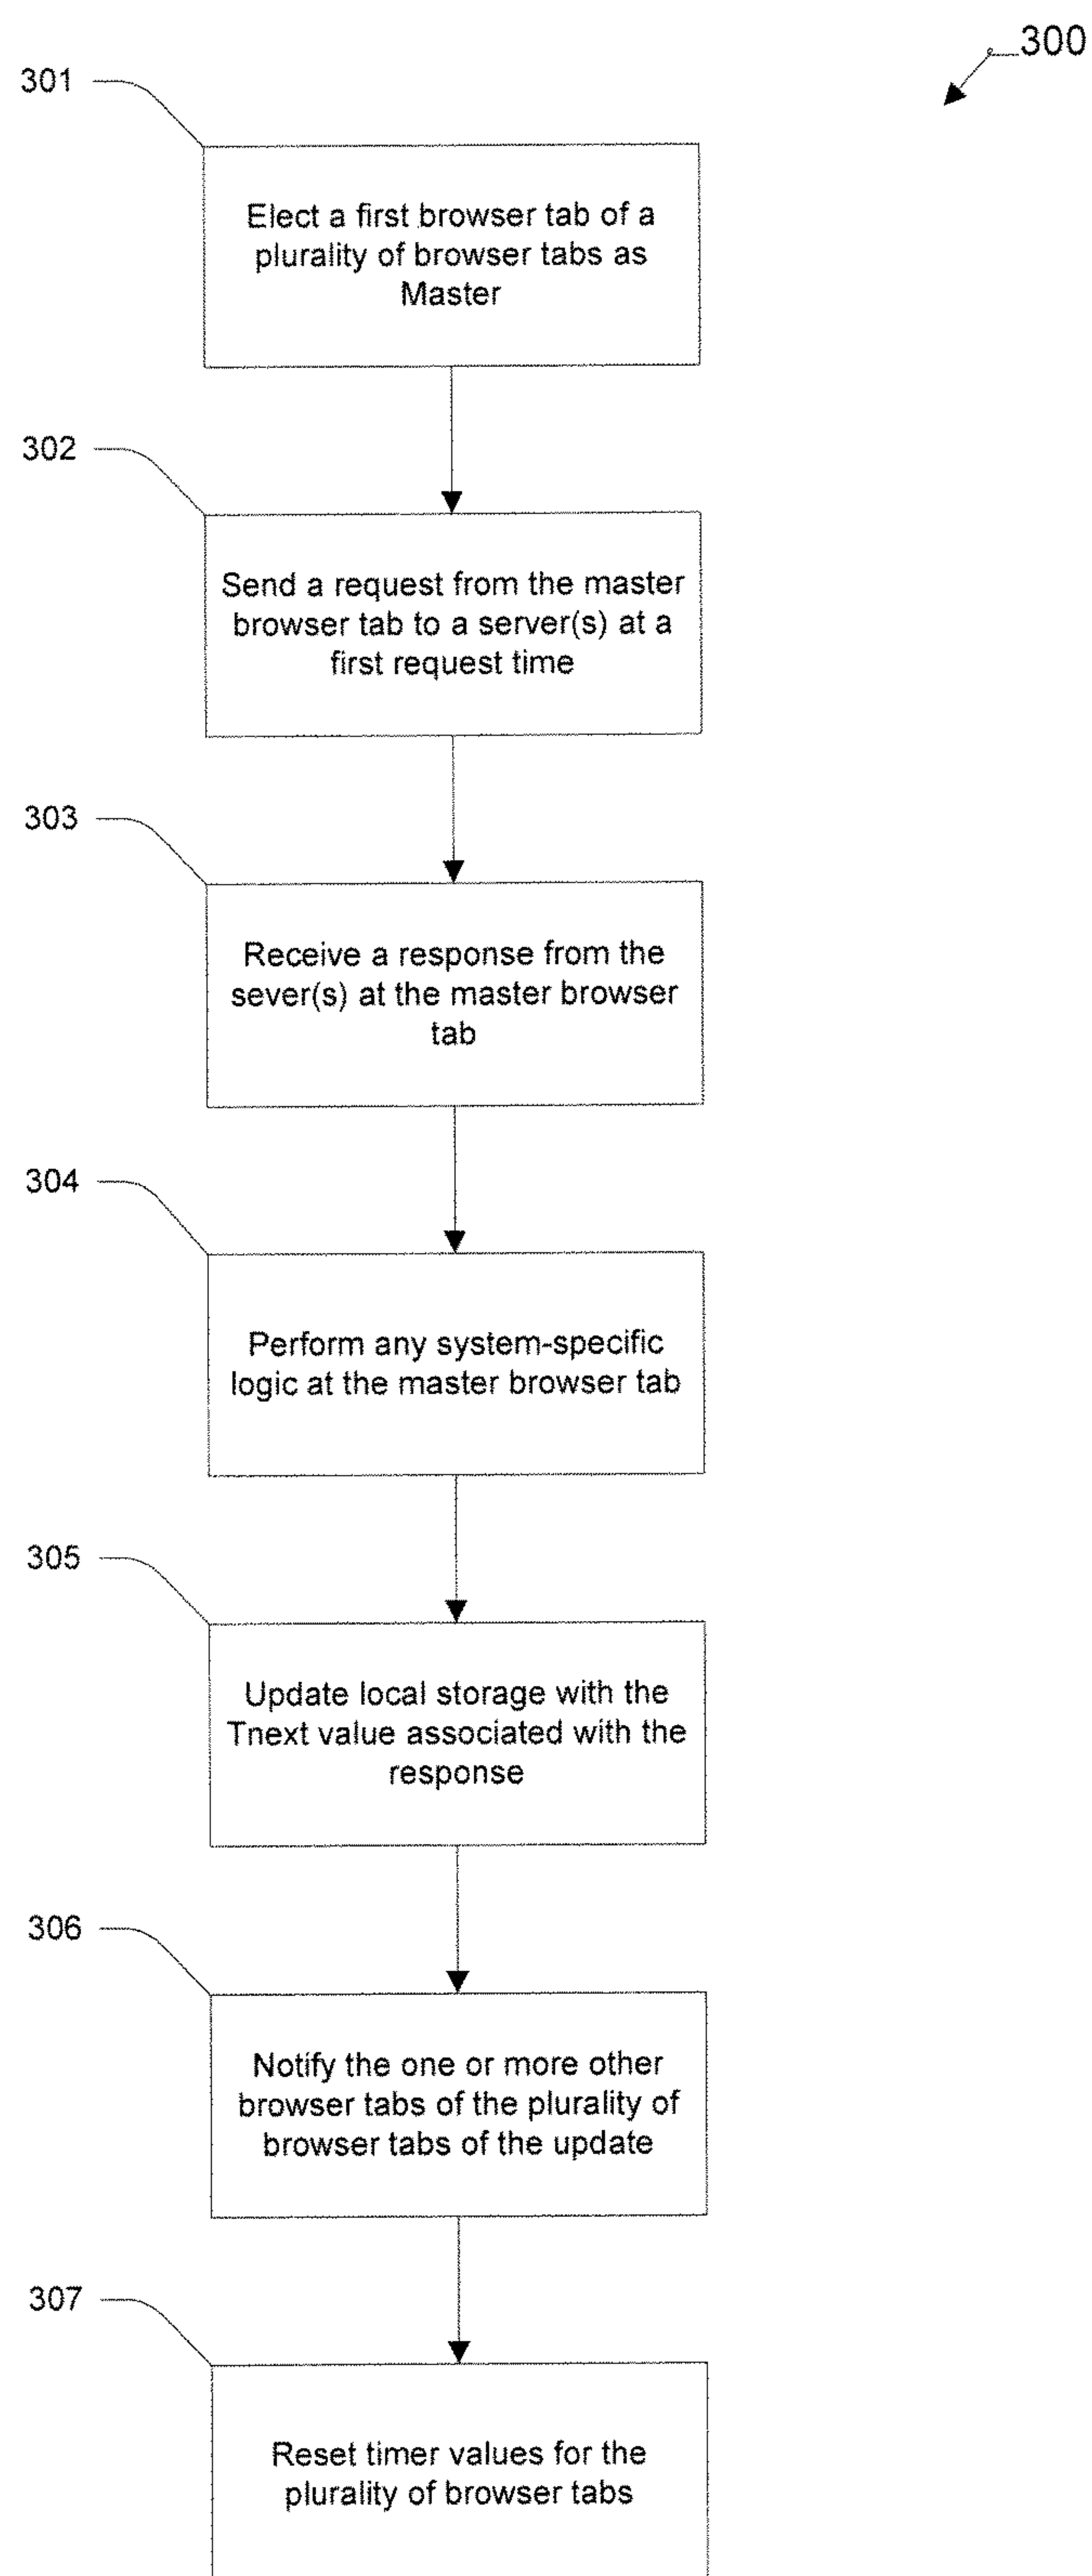 300
301
Elect a first browser tab of a
plurality of browser tabs as
Master
302
Send a request from the master
browser tab to a server(s) at a
first request time
303
Receive a response from the
sever(s) at the master browser
tab
304
Perform any system-specific
logic at the master browser tab
305
Update local storage with the
Tnext value associated with the
response
306
Notify the one or more other
browser tabs of the plurality of
browser tabs of the update
307
Reset timer values for the
plurality of browser tabs